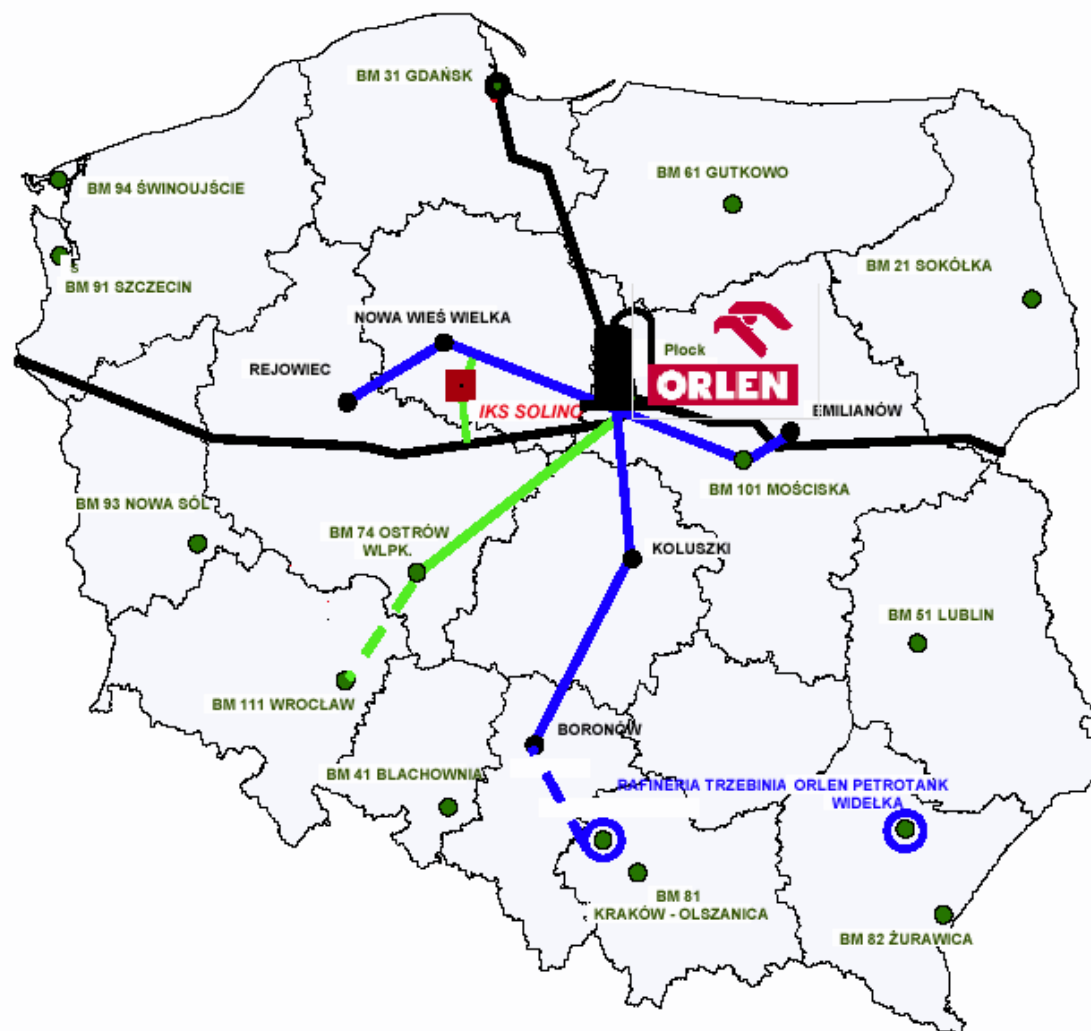 BM 31 GDAŃSK
BM 61 GUTKOWO
BM 94 ŚWINOUJŚCIE
BM 21 SOKÓŁKA
S
BM 91 SZCZECIN
NOWA WIEŚ WIELKA
Płock
REJOWIEC
ORLEN
IKS SOLINO
EMILIANÓW
BM 101 MOŚCISKA
BM 93 NOWA SÓL
BM 74 OSTRÓW
WLPK.
KOLUSZKI
BM 51 LUBLIN
BM 111 WROCŁAW
BORONÓW
BM 41 BLACHOWNIA
RAFINERIA TRZEBINIA
ORLEN PETROTANK
WIDEŁKA
BM 81
KRAKÓW - OLSZANICA
BM 82 ŻURAWICA